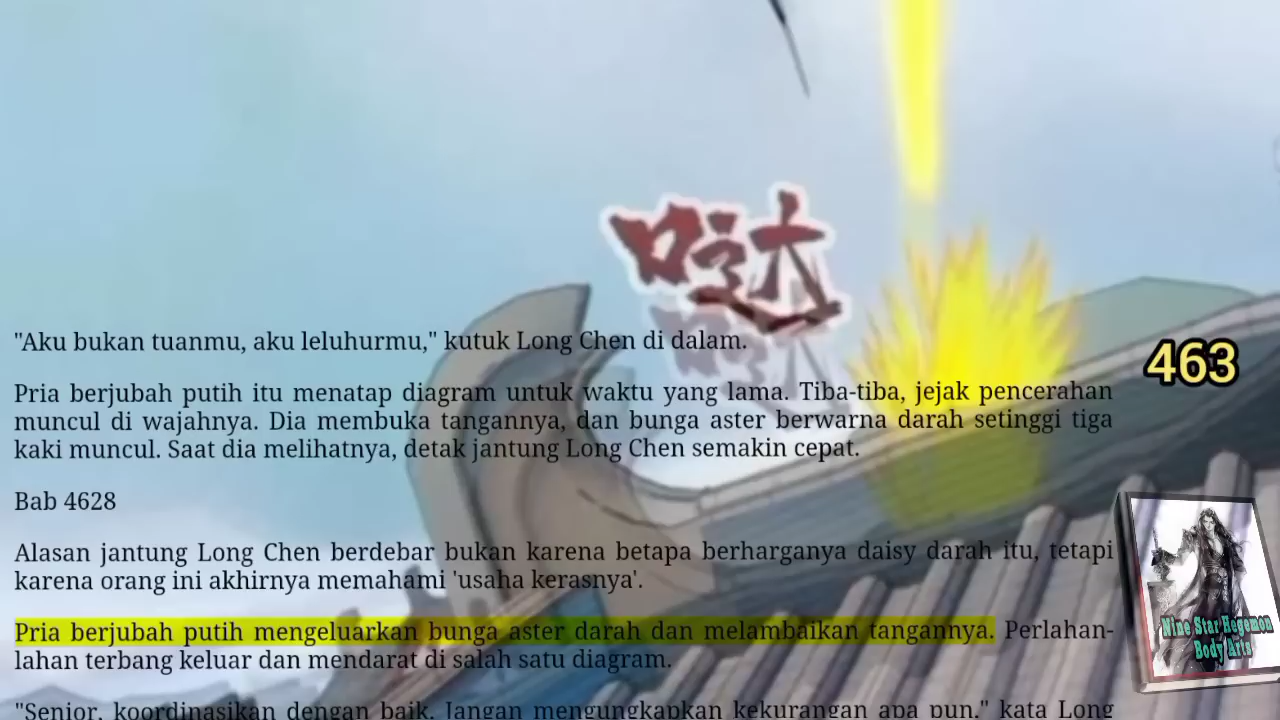 哒
"Aku bukan tuanmu, aku leluhurmu," kutuk Long Chen di dalam.
463
Pria berjubah putih itu menatap diagram untuk waktu yang lama. Tiba-tiba, jejak pencerahan
muncul di wajahnya. Dia membuka tangannya, dan bunga aster berwarna darah setinggi tiga
kaki muncul. Saat dia melihatnya, detak jantung Long Chen semakin cepat.
Bab 4628
Alasan jantung Long Chen berdebar bukan karena betapa berharganya daisy darah itu, tetapi
karena orang ini akhirnya memahami 'usaha kerasnya'.
Pria berjubah putih mengeluarkan bunga aster darah dan melambaikan tangannya. Perlahan-
lahan terbang keluar dan mendarat di salah satu diagram.
Nine Star Hegemon
Body Arts
"Senior, koordinasikan dengan baik. Jangan mengungkapkan kekurangan apa pun," kata Long